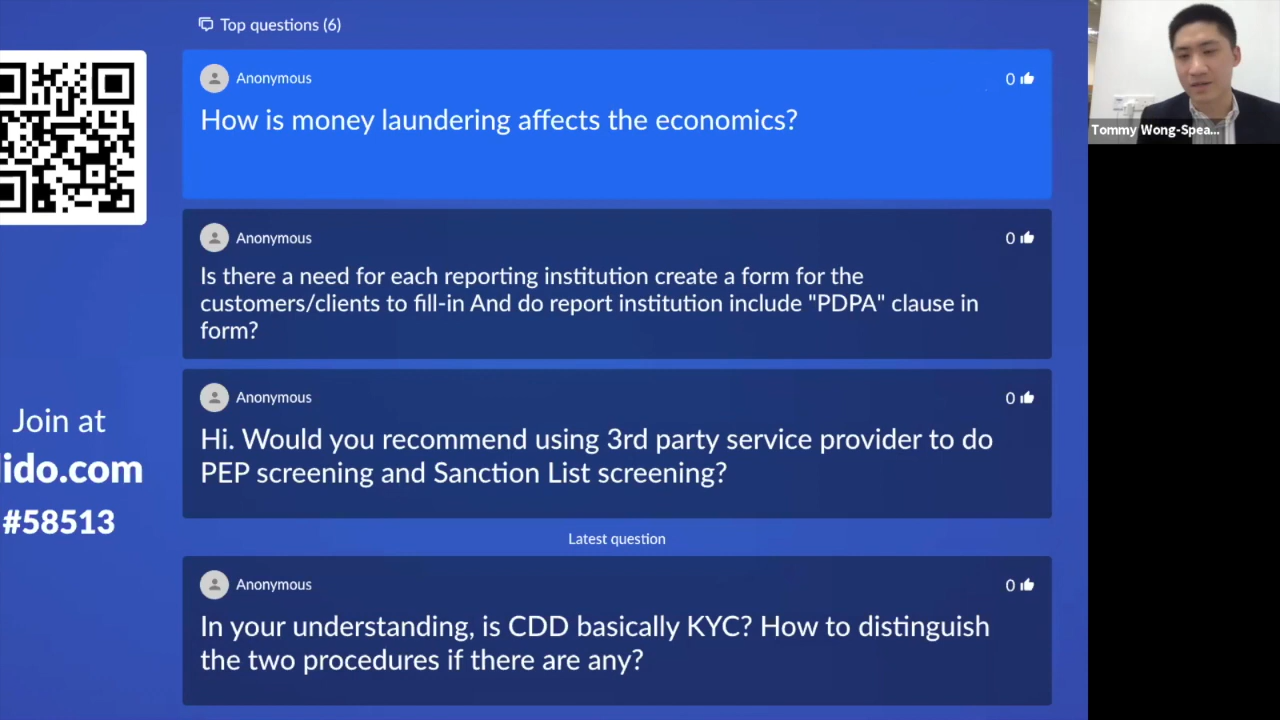 Top questions (6)
Anonymous
0
How is money laundering affects the economics?
Anonymous
0
Is there a need for each reporting institution create a form for the
customers/clients to fill-in And do report institution include "PDPA" clause in
form?
Anonymous
0
Hi. Would you recommend using 3rd party service provider to do
PEP screening and Sanction List screening?
Latest question
Anonymous
0
In your understanding, is CDD basically KYC? How to distinguish
the two procedures if there are any?
Join at
lido.com
#58513
Tommy Wong-Spea...